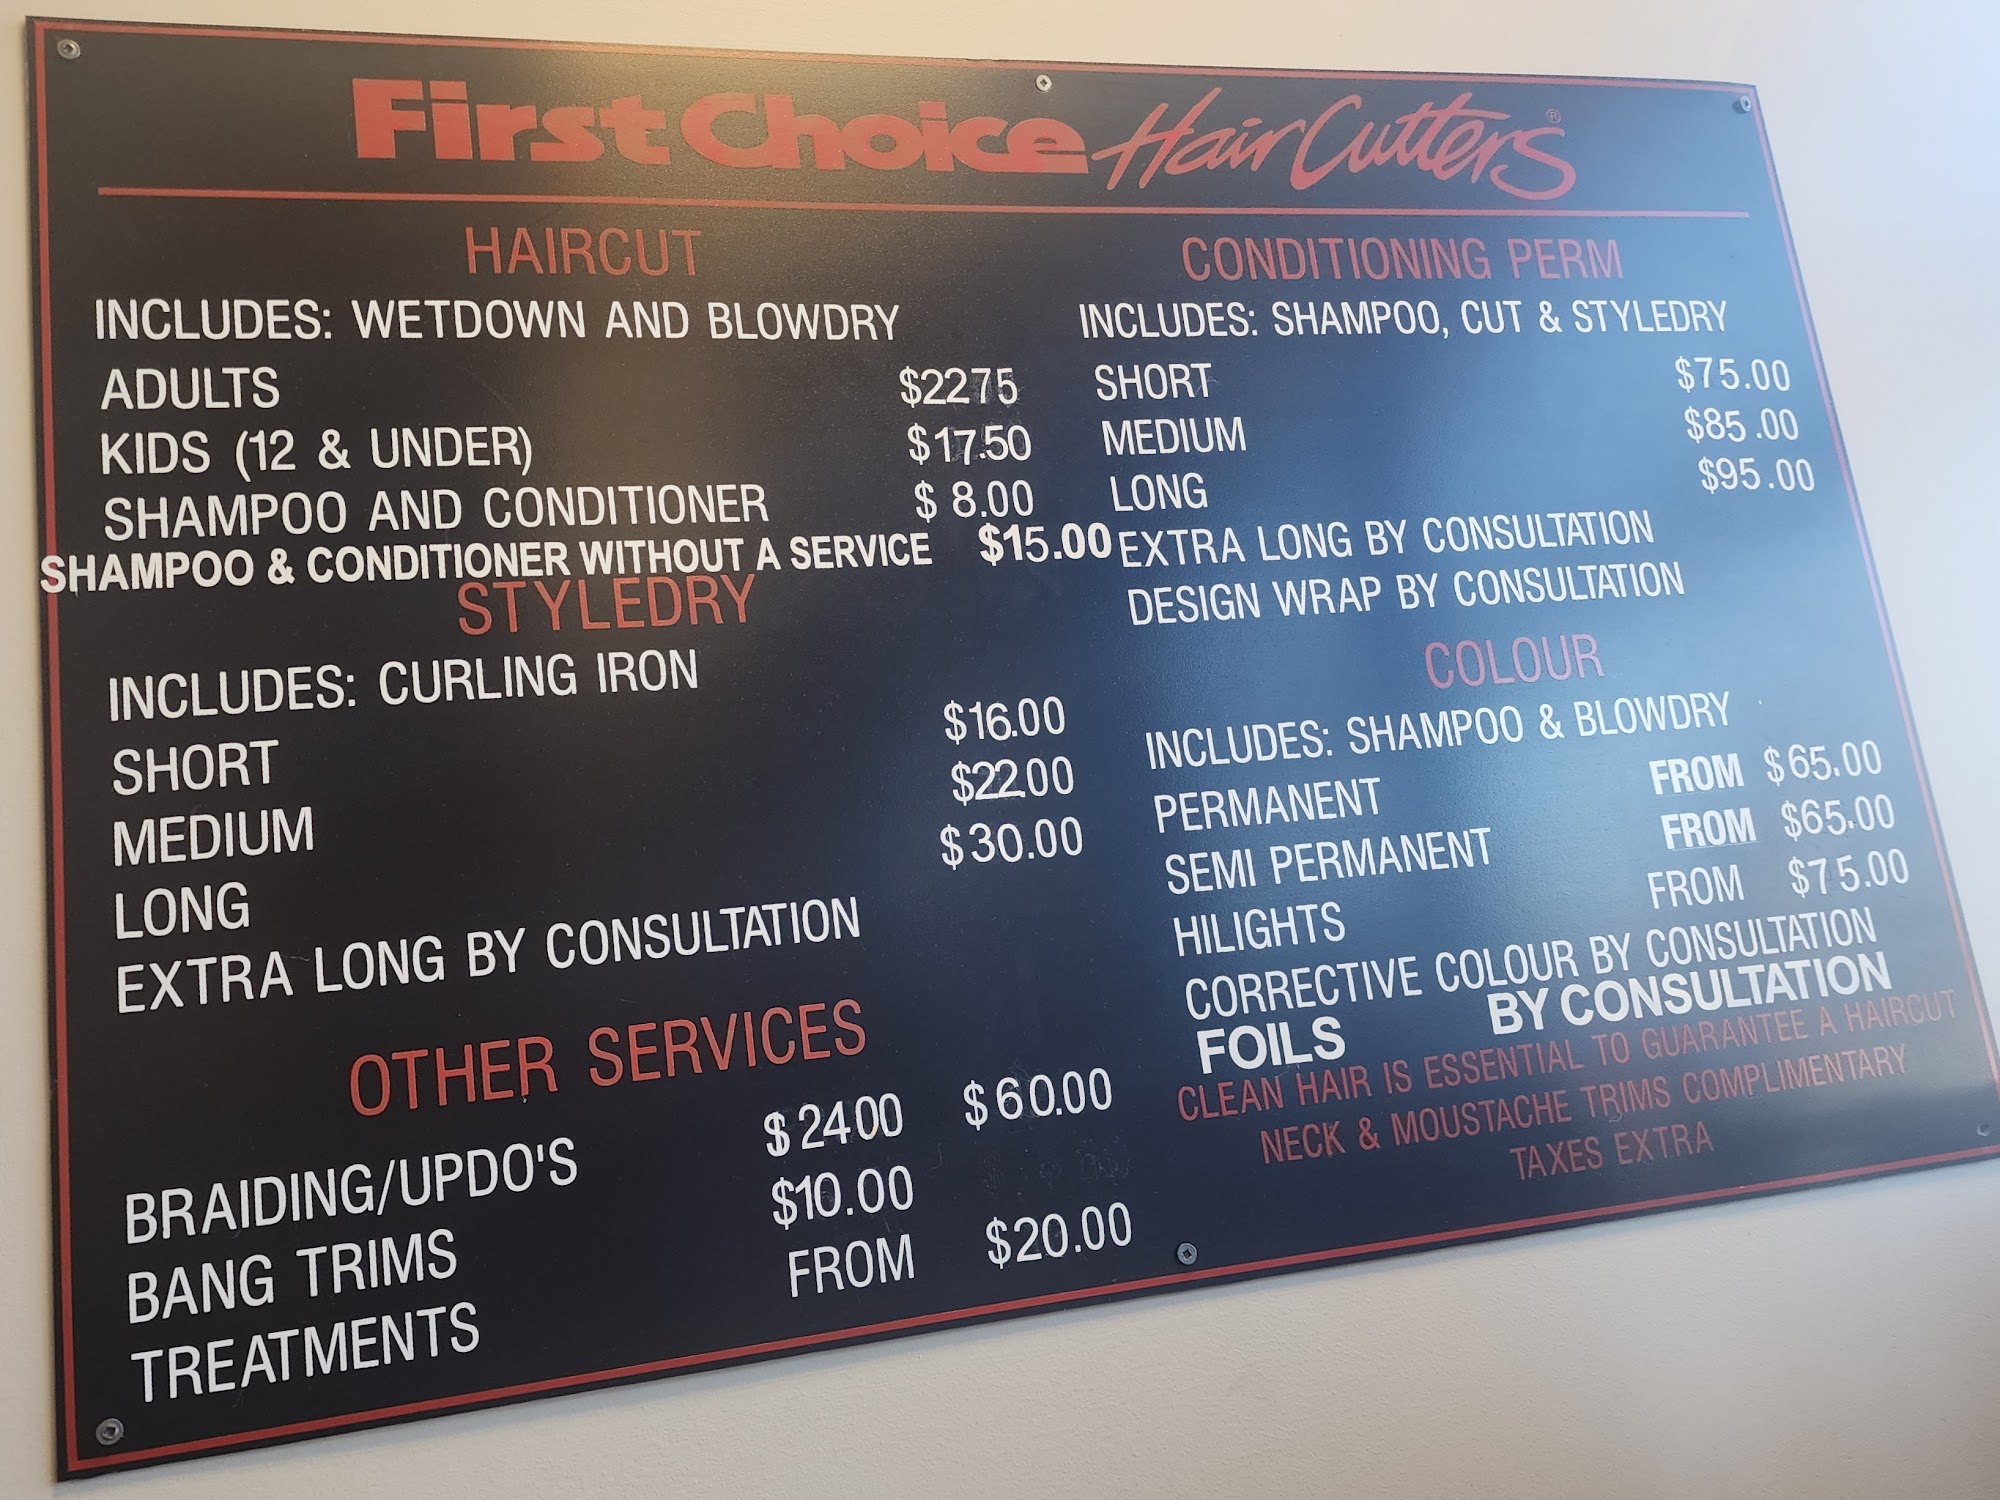 First Choice Hair Cutters®
HAIRCUT
INCLUDES: WETDOWN AND BLOWDRY
ADULTS $2275
KIDS (12 & UNDER) $17.50
SHAMPOO AND CONDITIONER $8.00
SHAMPOO & CONDITIONER WITHOUT A SERVICE $15.00
STYLEDRY
INCLUDES: CURLING IRON
SHORT $16.00
MEDIUM $22.00
LONG $30.00
EXTRA LONG BY CONSULTATION
OTHER SERVICES
BRAIDING/UPDO'S $2400 $60.00
BANG TRIMS $10.00
TREATMENTS FROM $20.00
CONDITIONING PERM
INCLUDES: SHAMPOO, CUT & STYLEDRY
SHORT $75.00
MEDIUM $85.00
LONG $95.00
EXTRA LONG BY CONSULTATION
DESIGN WRAP BY CONSULTATION
COLOUR
INCLUDES: SHAMPOO & BLOWDRY
PERMANENT FROM $65.00
SEMI PERMANENT FROM $65.00
HILIGHTS FROM $75.00
CORRECTIVE COLOUR BY CONSULTATION
FOILS BY CONSULTATION
CLEAN HAIR IS ESSENTIAL TO GUARANTEE A HAIRCUT
NECK & MOUSTACHE TRIMS COMPLIMENTARY
TAXES EXTRA